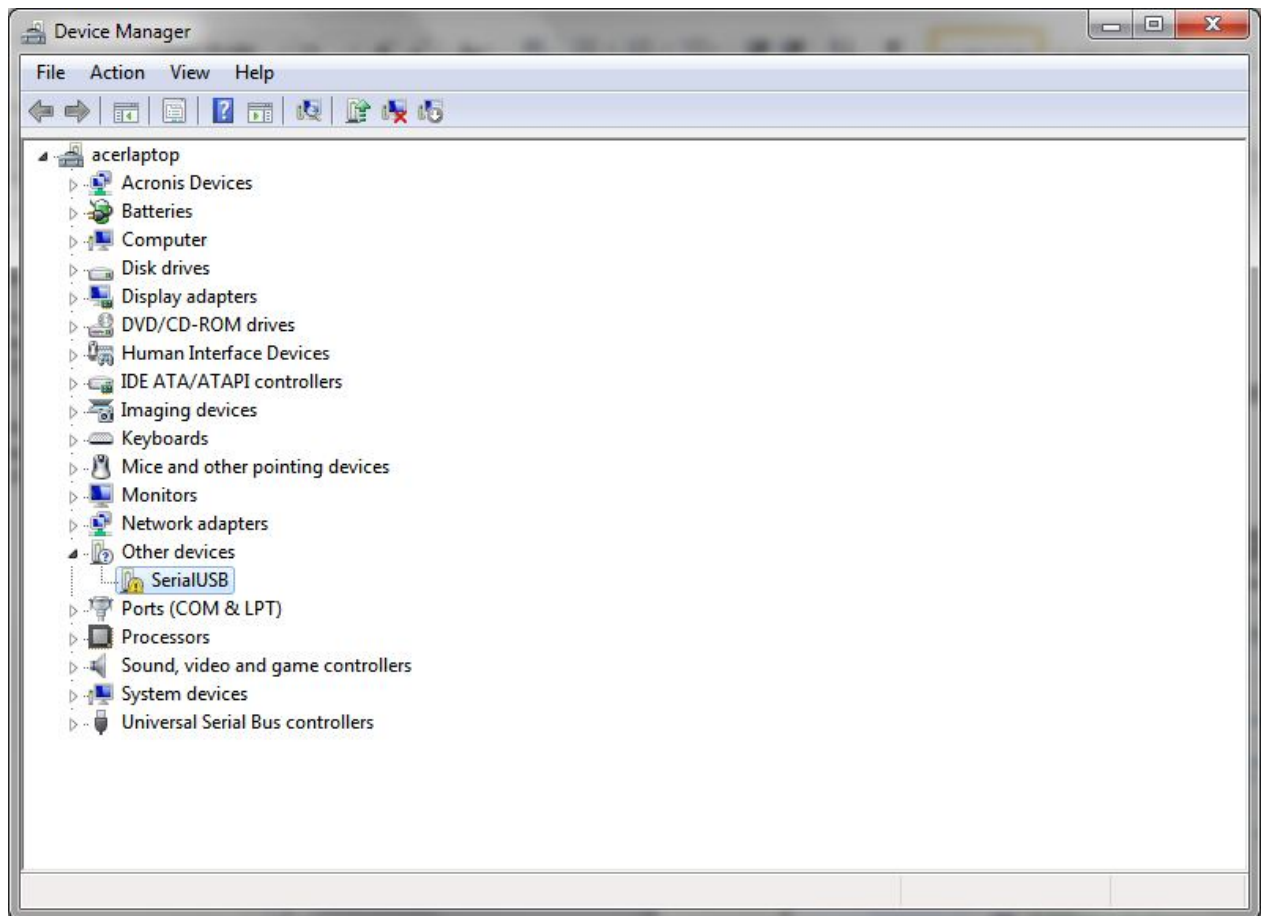 Device Manager
File Action View Help
acerlaptop
Acronis Devices
Batteries
Computer
Disk drives
Display adapters
DVD/CD-ROM drives
Human Interface Devices
IDE ATA/ATAPI controllers
Imaging devices
Keyboards
Mice and other pointing devices
Monitors
Network adapters
Other devices
SerialUSB
Ports (COM & LPT)
Processors
Sound, video and game controllers
System devices
Universal Serial Bus controllers